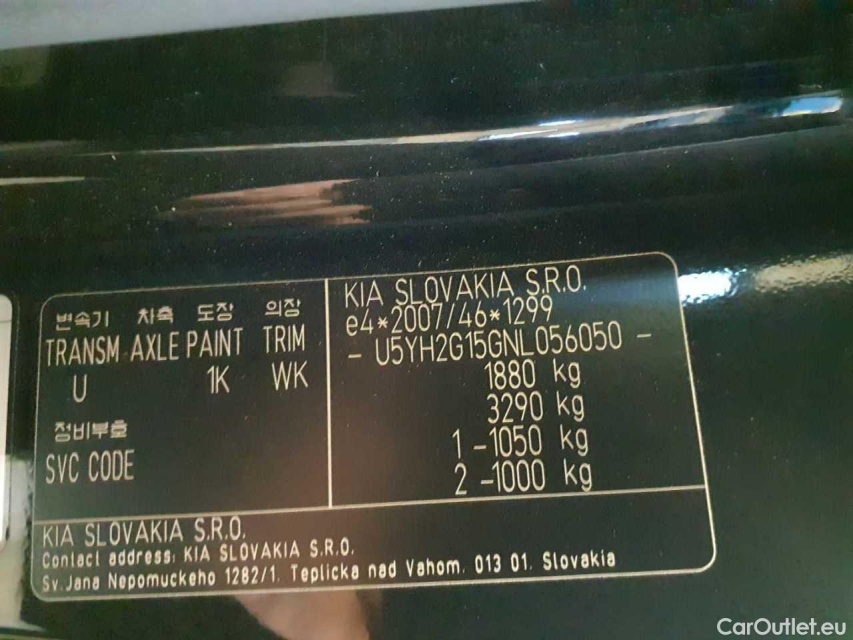 변속기 차축 도장 의장
TRANSM AXLE PAINT TRIM
U 1K WK
정비부호
SVC CODE
KIA SLOVAKIA S.R.O.
e4*2007/46*1299
- U5YH2G15GNL056050 -
1880 kg
3290 kg
1 -1050 kg
2 -1000 kg
KIA SLOVAKIA S.R.O.
Contact address: KIA SLOVAKIA S.R.O.
Sv.Jana Nepomuckeho 1282/1. Teplicka nad Vahom. 013 01. Slovakia
CarOutlet.eu